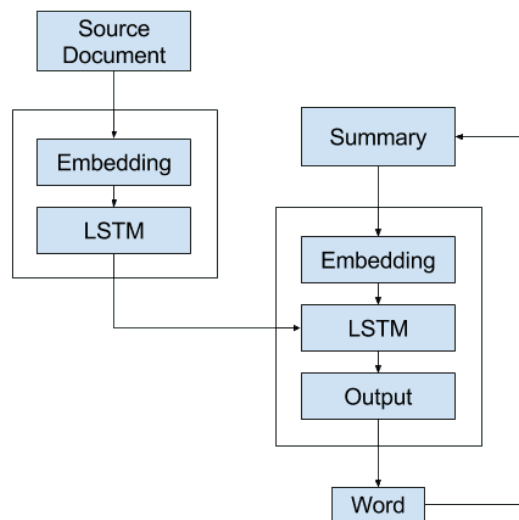 Source
Document
Embedding
LSTM
Summary
Embedding
LSTM
Output
Word